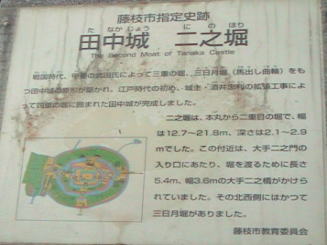 藤枝市指定史跡
た なか じょう に の ほり
田中城 二之堀
The Second Moat of Tanaka Castle
戦国時代、甲斐の武田氏によって三重の堀、三日月堀(馬出し曲輪)をも
つ田中城の原形が築かれ、江戸時代の初め、城主・酒井忠利の拡張工事によ
って四重の堀に囲まれた田中城が完成しました。
二之堀は、本丸から二重目の堀で、幅
は12.7〜21.8m、深さは2.1〜2.9
mでした。この付近は、大手二之門の
入り口にあたり、堀を渡るために長さ
5.4m、幅3.6mの大手二之橋がかけら
れていました。その北西側にはかつて
三日月堀がありました。
藤枝市教育委員会